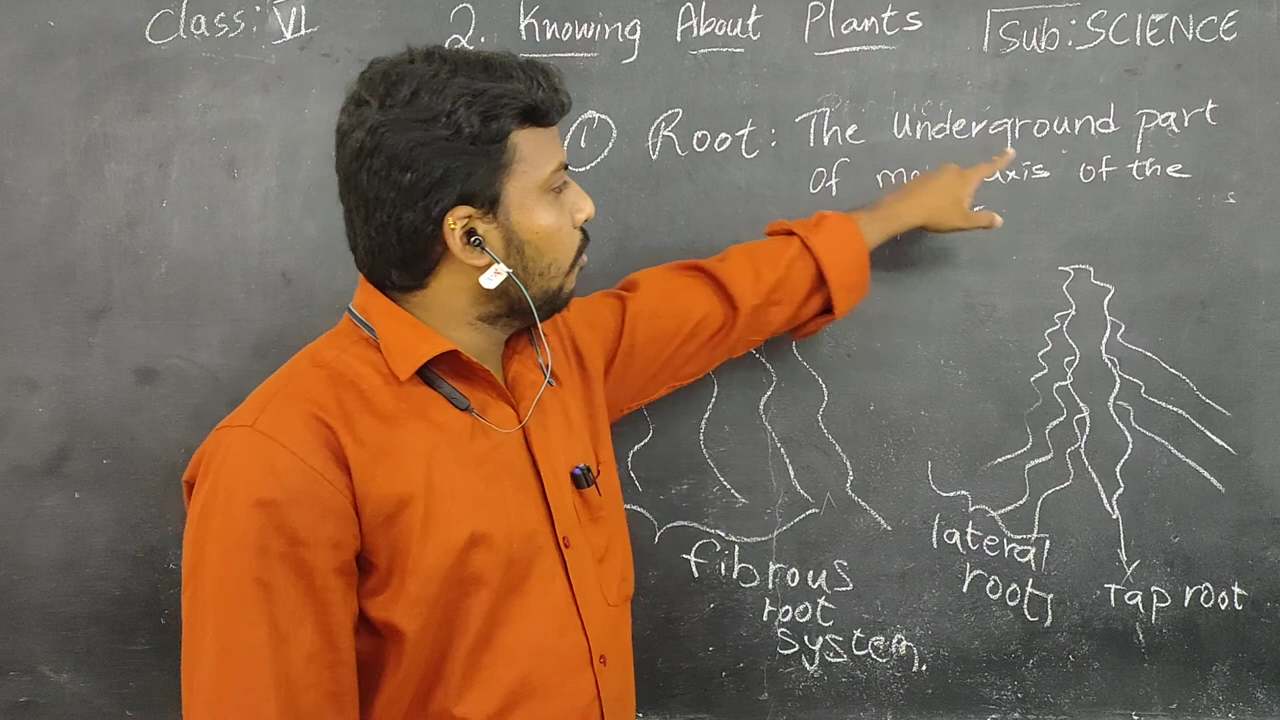 Class: VI
2. Knowing About Plants
Sub: SCIENCE
① Root: The Underground part
of axis of the
fibrous
root
system.
lateral
roots
Tap root